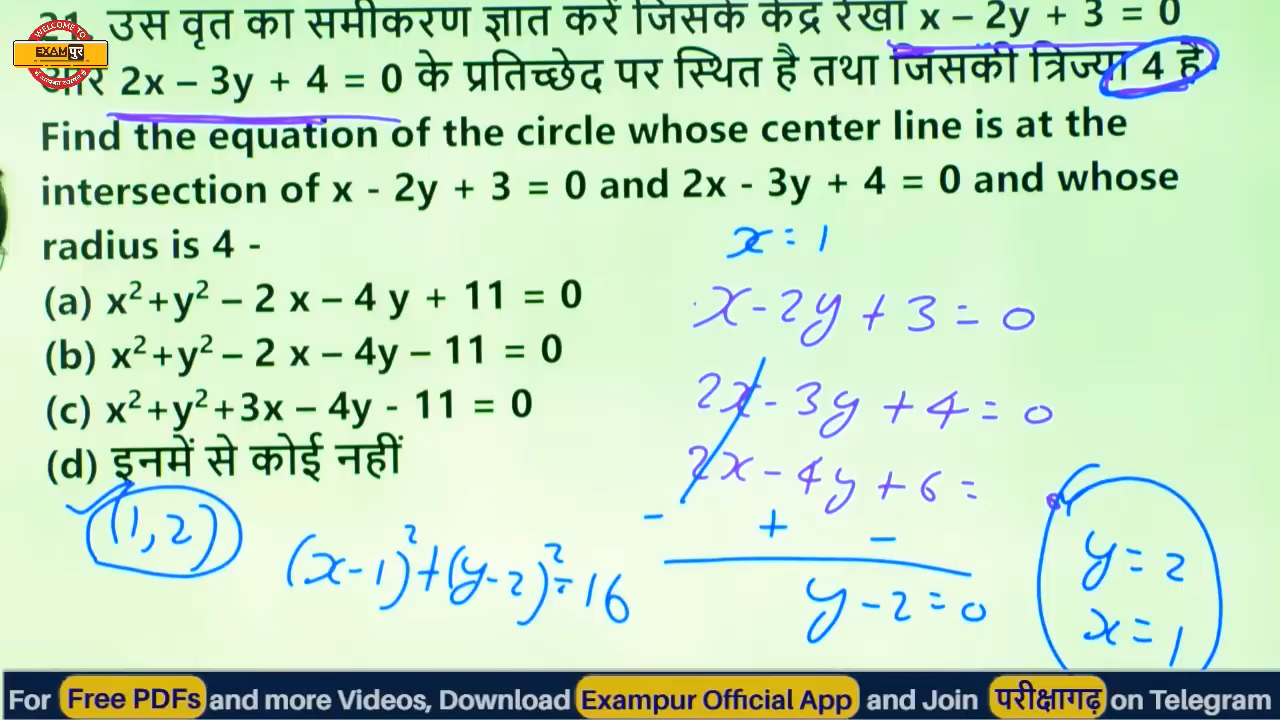 21. उस वृत का समीकरण ज्ञात करें जिसके केंद्र रेखा x – 2y + 3 = 0
और 2x – 3y + 4 = 0 के प्रतिच्छेद पर स्थित है तथा जिसकी त्रिज्या 4 है
WELCOME TO
EXAMपुर
Find the equation of the circle whose center line is at the
intersection of x - 2y + 3 = 0 and 2x - 3y + 4 = 0 and whose
radius is 4 -
(a) x²+y² – 2 x – 4 y + 11 = 0
(b) x²+y² – 2 x – 4y – 11 = 0
(c) x²+y²+3x – 4y - 11 = 0
(d) इनमें से कोई नहीं
x = 1
x - 2y + 3 = 0
2x - 3y + 4 = 0
2x - 4y + 6 =
- + -
y - 2 = 0
y = 2
x = 1
(1, 2)
(x-1)²+(y-2)²=16
For Free PDFs and more Videos, Download Exampur Official App and Join परीक्षागढ़ on Telegram